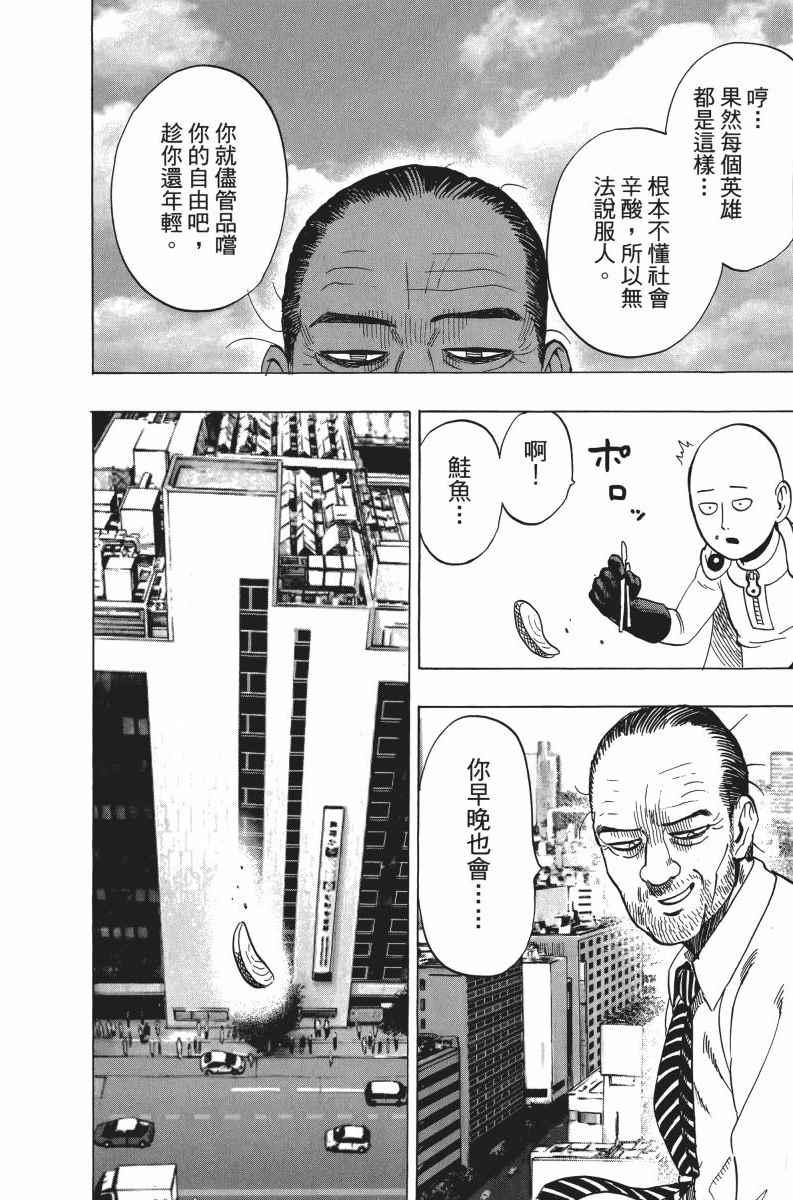 哼…
果然每個英雄
都是這樣…
根本不懂社會
辛酸，所以無
法說服人。
你就儘管品嚐
你的自由吧，
趁你還年輕。
ポロッ
啊！
鮭魚…
你早晚也會……